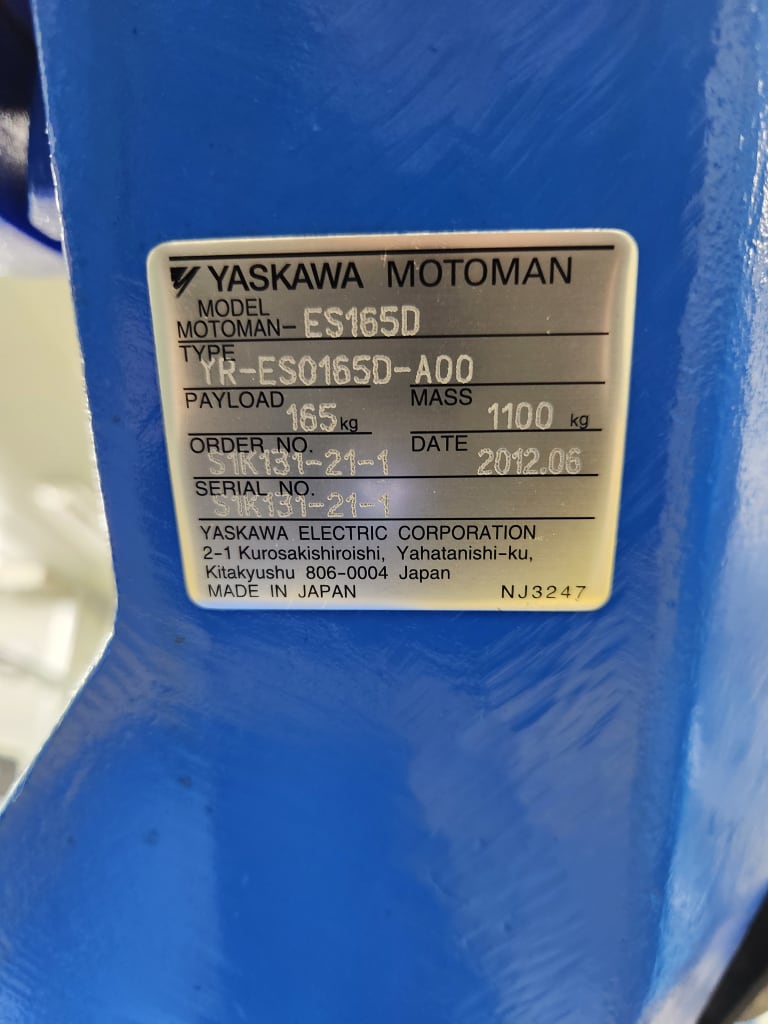 YASKAWA MOTOMAN
MODEL
MOTOMAN- ES165D
TYPE
YR-ES0165D-A00
PAYLOAD 165 kg MASS 1100 kg
ORDER NO. S1K131-21-1 DATE 2012.06
SERIAL NO.
S1K131-21-1
YASKAWA ELECTRIC CORPORATION
2-1 Kurosakishiroishi, Yahatanishi-ku,
Kitakyushu 806-0004 Japan
MADE IN JAPAN NJ3247